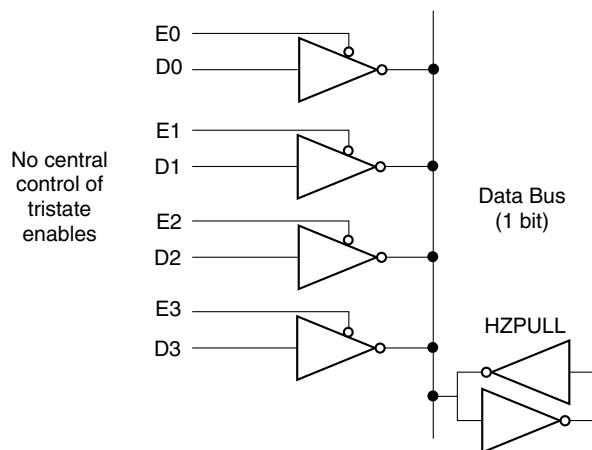 E0
D0
E1
D1
No central
control of
tristate
enables
Data Bus
(1 bit)
E2
D2
E3
D3
HZPULL